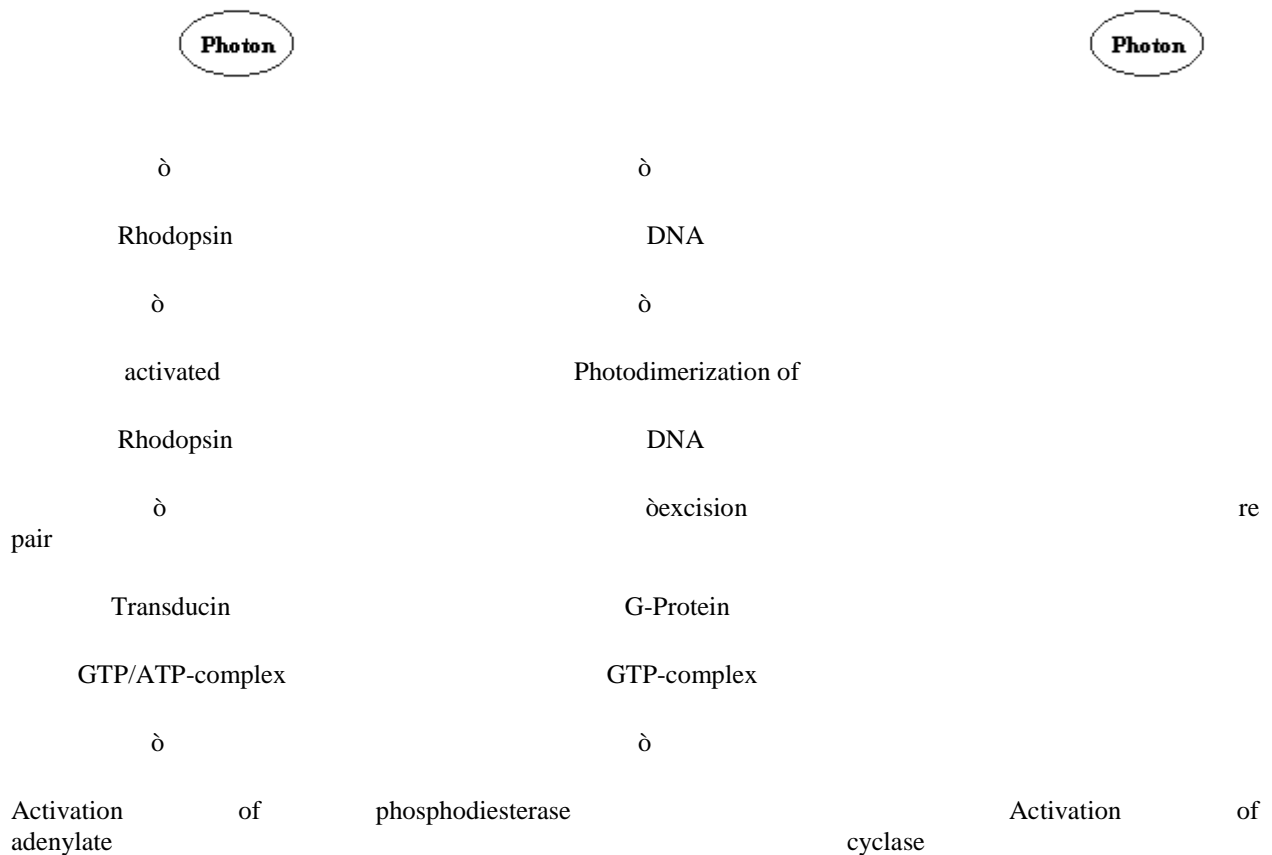 Photon Photon
ò ò
Rhodopsin DNA
ò ò
activated Photodimerization of
Rhodopsin DNA
ò òexcision re
pair
Transducin G-Protein
GTP/ATP-complex GTP-complex
ò ò
Activation of phosphodiesterase Activation of
adenylate cyclase